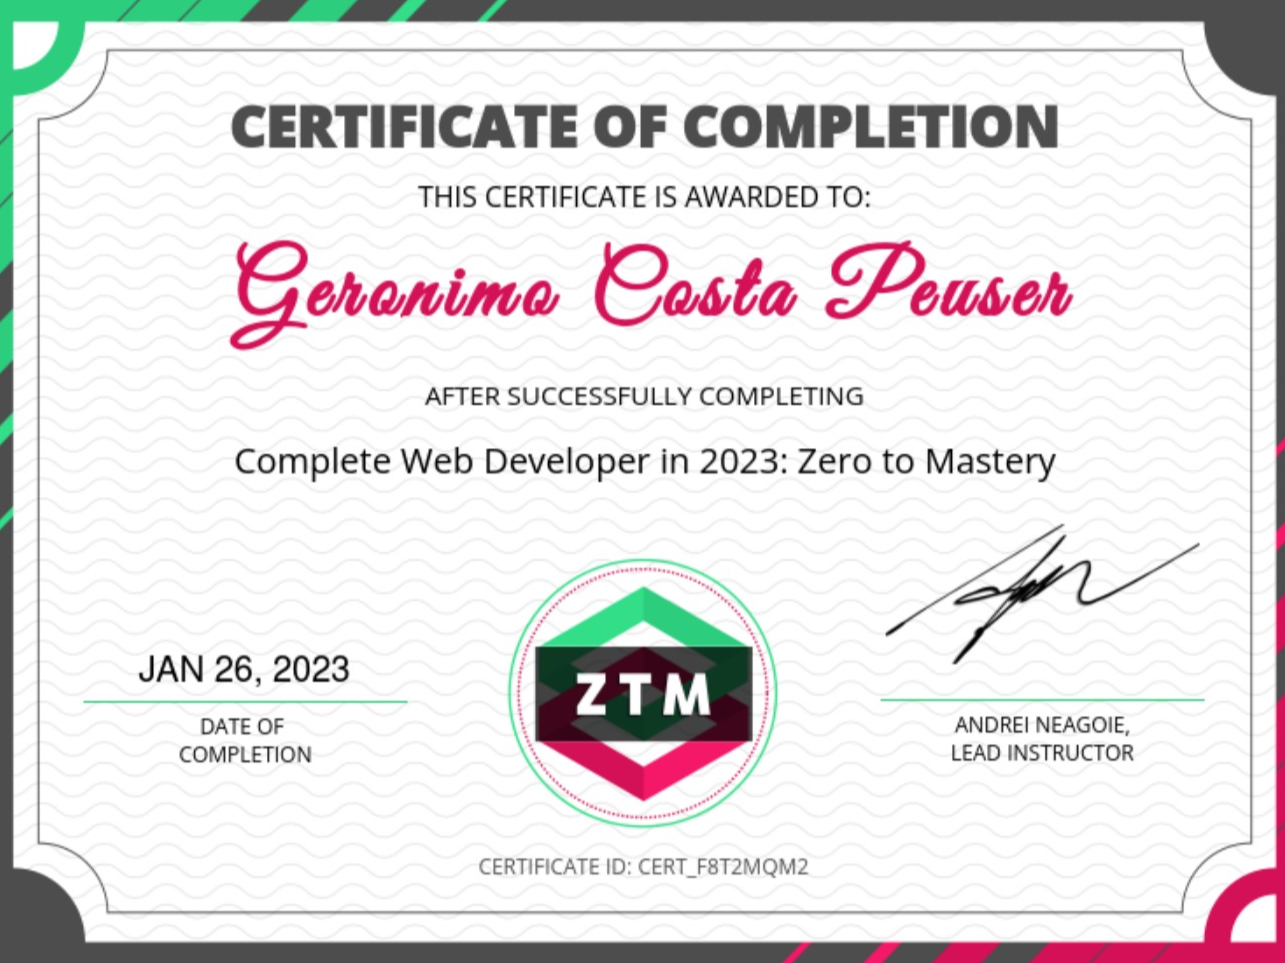 CERTIFICATE OF COMPLETION
THIS CERTIFICATE IS AWARDED TO:
Geronimo Costa Peuser
AFTER SUCCESSFULLY COMPLETING
Complete Web Developer in 2023: Zero to Mastery
JAN 26, 2023
DATE OF
COMPLETION
ZTM
ANDREI NEAGOIE,
LEAD INSTRUCTOR
CERTIFICATE ID: CERT_F8T2MQM2